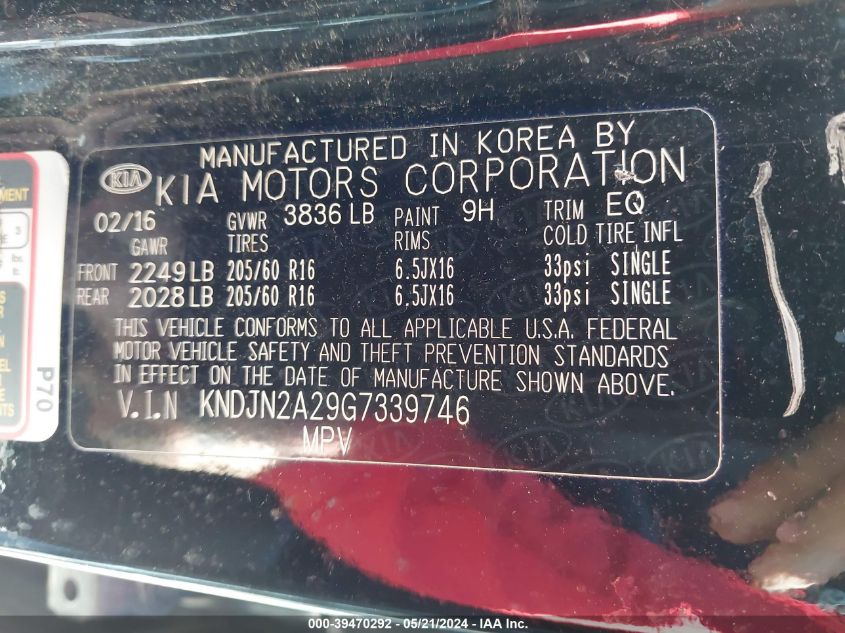 MANUFACTURED IN KOREA BY
KIA KIA MOTORS CORPORATION
02/16 GVWR 3836 LB PAINT 9H TRIM EQ
GAWR TIRES RIMS COLD TIRE INFL
FRONT 2249 LB 205/60 R16 6.5JX16 33psi SINGLE
REAR 2028 LB 205/60 R16 6,5JX16 33psi SINGLE
THIS VEHICLE CONFORMS TO ALL APPLICABLE U.S.A. FEDERAL
MOTOR VEHICLE SAFETY AND THEFT PREVENTION STANDARDS
IN EFFECT ON THE DATE OF MANUFACTURE SHOWN ABOVE.
V.I.N KNDJN2A29G7339746
MPV
P70
000-39470292 - 05/21/2024 - IAA Inc.